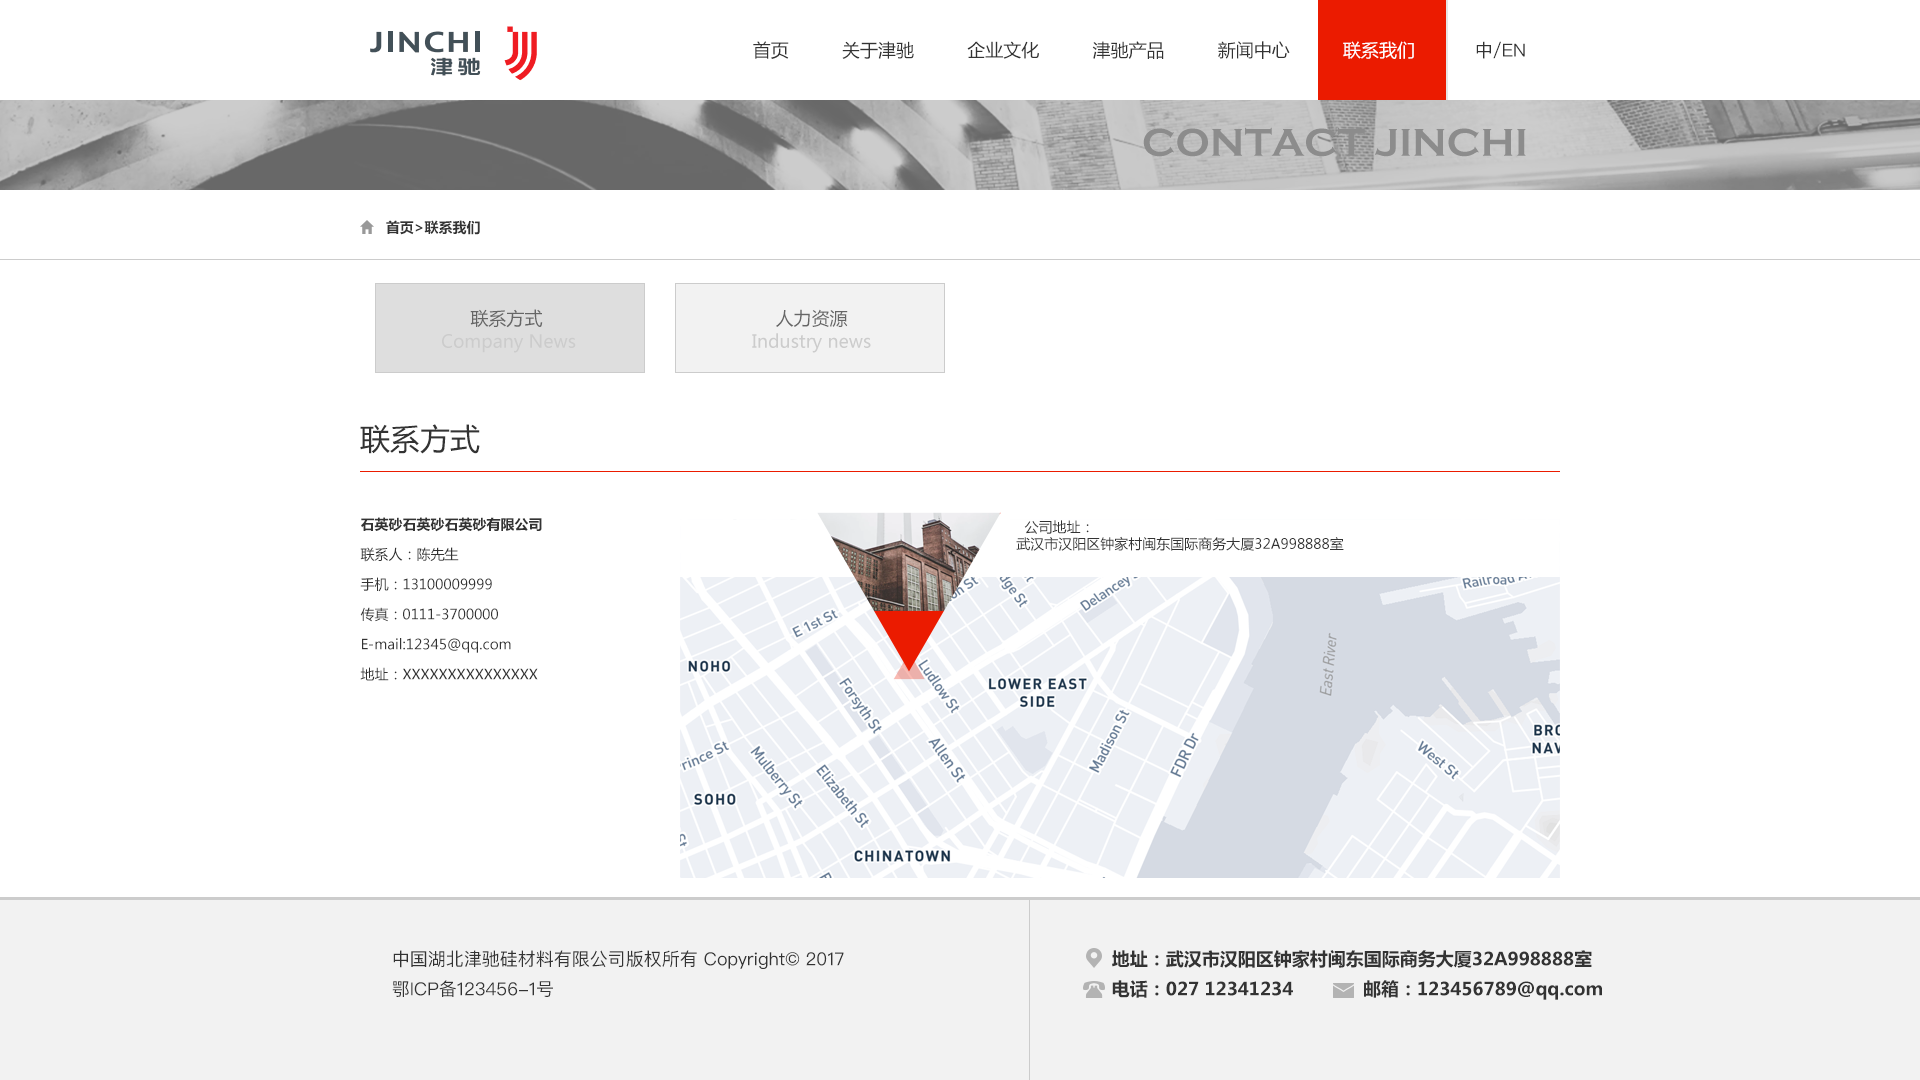 JINCHI
津驰
首页
关于津驰
企业文化
津驰产品
新闻中心
联系我们
中/EN
CONTACT JINCHI
首页>联系我们
联系方式
Company News
人力资源
Industry news
联系方式
石英砂石英砂石英砂有限公司
联系人：陈先生
手机：13100009999
传真：0111-3700000
E-mail:12345@qq.com
地址：XXXXXXXXXXXXXXX
公司地址：
武汉市汉阳区钟家村闽东国际商务大厦32A998888室
Delancey S
Railroad A
E 1st St
East River
NOHO
Ludlow St
LOWER EAST
SIDE
Forsyth St
Madison St
FDR Dr
Allen St
West St
BRO
NAV
rince St
Mulberry St
Elizabeth St
SOHO
CHINATOWN
中国湖北津驰硅材料有限公司版权所有 Copyright© 2017
鄂ICP备123456-1号
地址：武汉市汉阳区钟家村闽东国际商务大厦32A998888室
电话：027 12341234
邮箱：123456789@qq.com